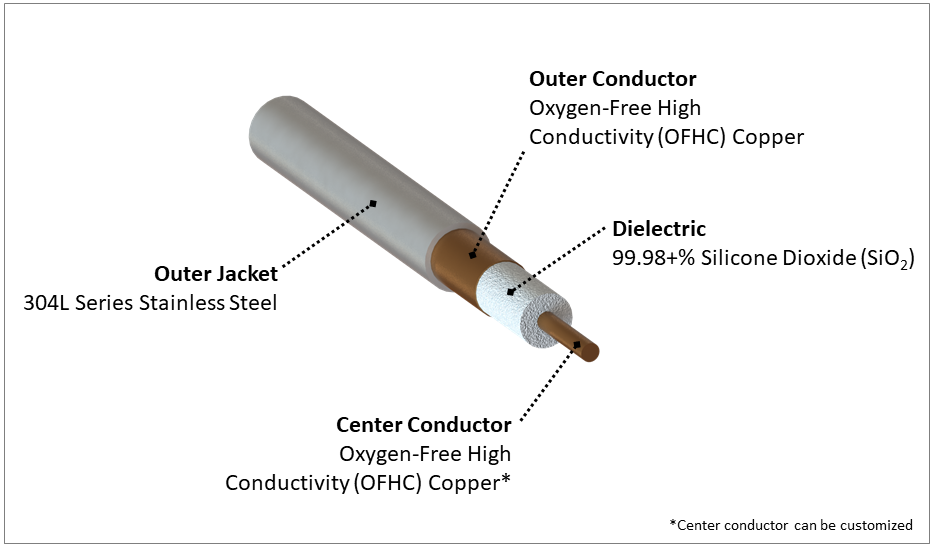 Outer Conductor
Oxygen-Free High
Conductivity (OFHC) Copper
Dielectric
99.98+% Silicone Dioxide (SiO₂)
Outer Jacket
304L Series Stainless Steel
Center Conductor
Oxygen-Free High
Conductivity (OFHC) Copper*
*Center conductor can be customized